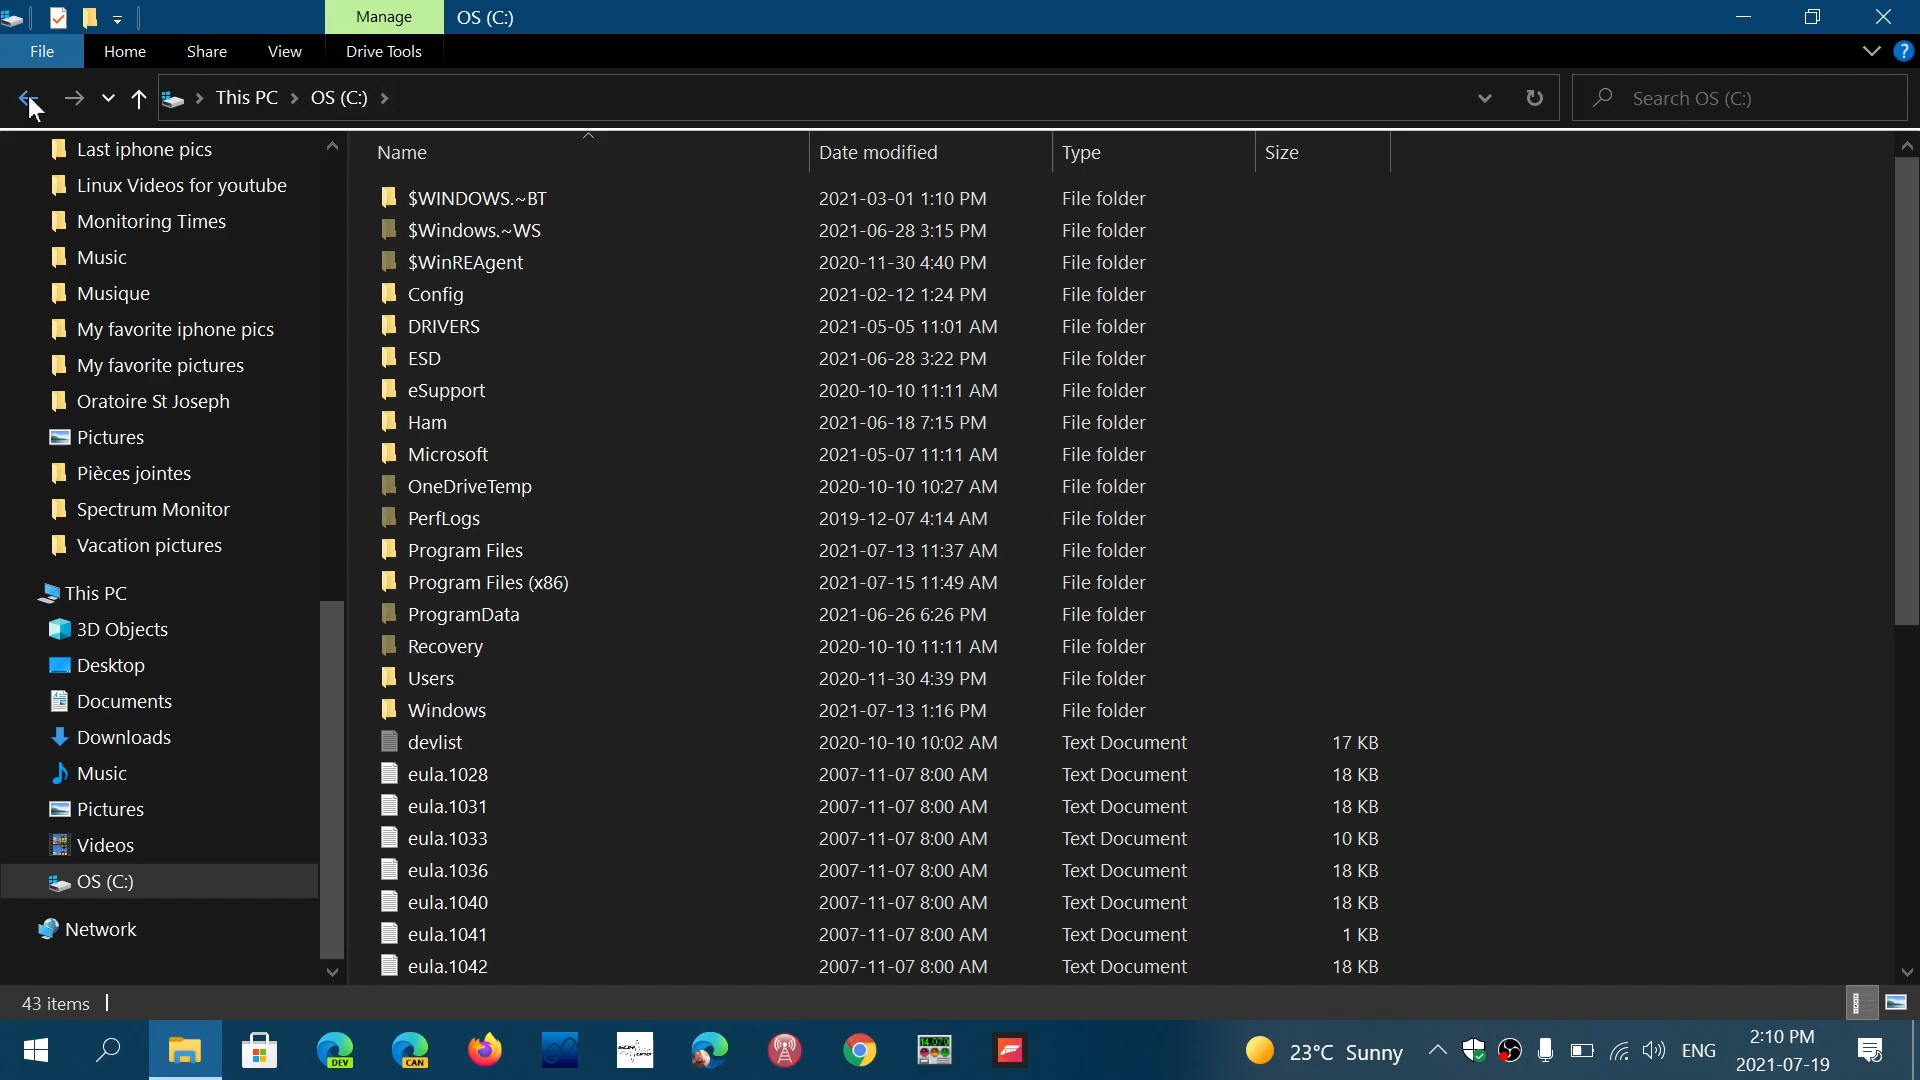 Manage OS (C:)
File Home Share View Drive Tools
This PC OS (C:) Search OS (C:)
Name Date modified Type Size
Last iphone pics
Linux Videos for youtube
Monitoring Times
Music
Musique
My favorite iphone pics
My favorite pictures
Oratoire St Joseph
Pictures
Pièces jointes
Spectrum Monitor
Vacation pictures
This PC
3D Objects
Desktop
Documents
Downloads
Music
Pictures
Videos
OS (C:)
Network
$WINDOWS.~BT 2021-03-01 1:10 PM File folder
$Windows.~WS 2021-06-28 3:15 PM File folder
$WinREAgent 2020-11-30 4:40 PM File folder
Config 2021-02-12 1:24 PM File folder
DRIVERS 2021-05-05 11:01 AM File folder
ESD 2021-06-28 3:22 PM File folder
eSupport 2020-10-10 11:11 AM File folder
Ham 2021-06-18 7:15 PM File folder
Microsoft 2021-05-07 11:11 AM File folder
OneDriveTemp 2020-10-10 10:27 AM File folder
PerfLogs 2019-12-07 4:14 AM File folder
Program Files 2021-07-13 11:37 AM File folder
Program Files (x86) 2021-07-15 11:49 AM File folder
ProgramData 2021-06-26 6:26 PM File folder
Recovery 2020-10-10 11:11 AM File folder
Users 2020-11-30 4:39 PM File folder
Windows 2021-07-13 1:16 PM File folder
devlist 2020-10-10 10:02 AM Text Document 17 KB
eula.1028 2007-11-07 8:00 AM Text Document 18 KB
eula.1031 2007-11-07 8:00 AM Text Document 18 KB
eula.1033 2007-11-07 8:00 AM Text Document 10 KB
eula.1036 2007-11-07 8:00 AM Text Document 18 KB
eula.1040 2007-11-07 8:00 AM Text Document 18 KB
eula.1041 2007-11-07 8:00 AM Text Document 1 KB
eula.1042 2007-11-07 8:00 AM Text Document 18 KB
43 items
DEV CAN 23°C Sunny ENG 2:10 PM
2021-07-19